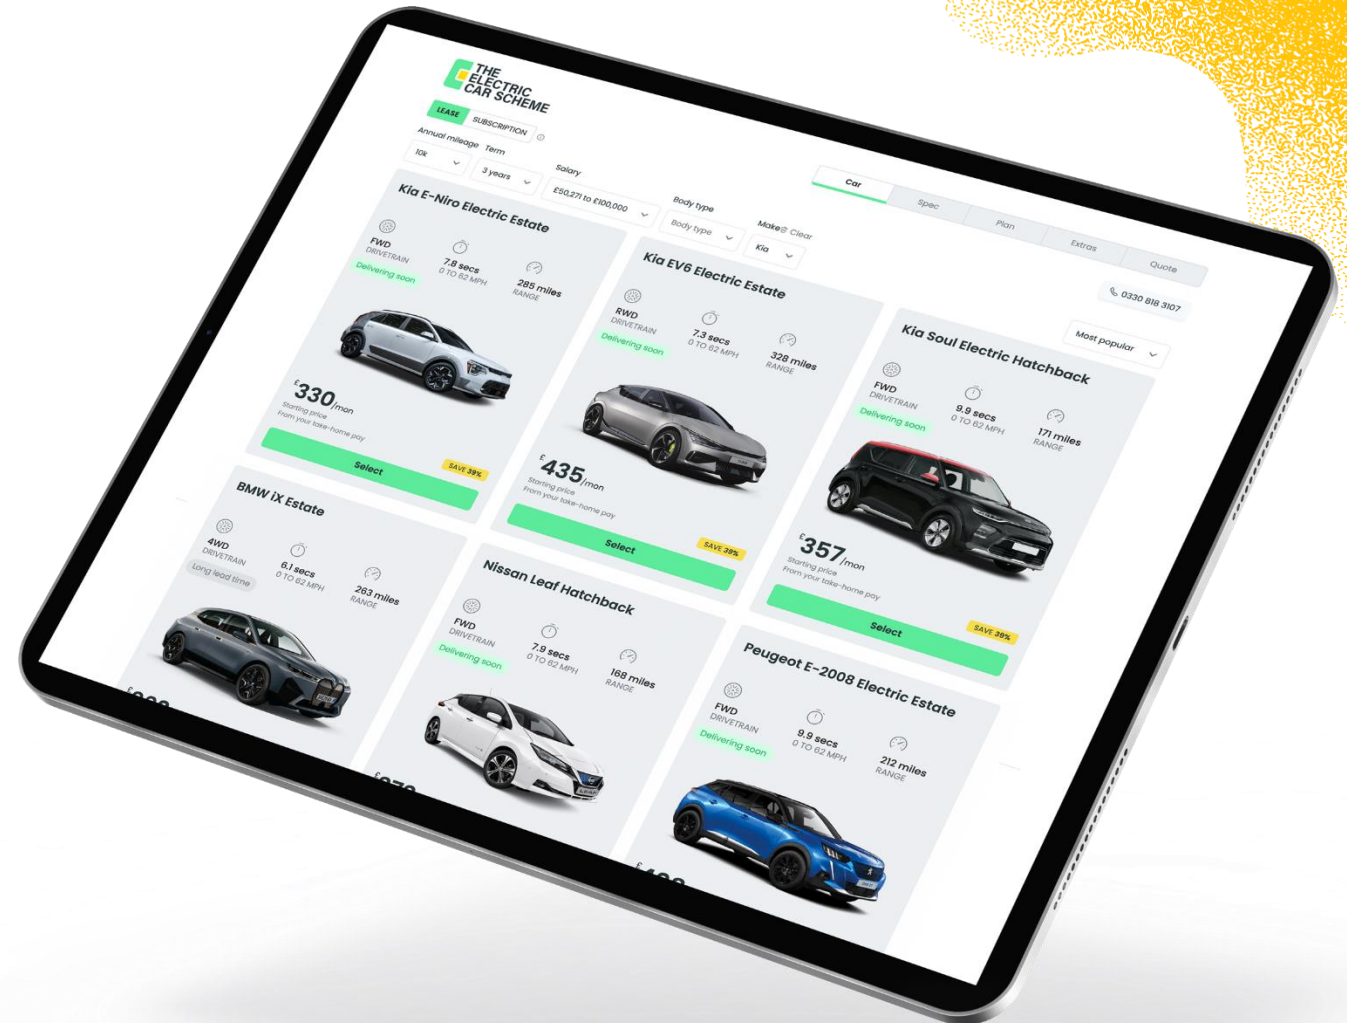 THE
ELECTRIC
CAR SCHEME
LEASE SUBSCRIPTION
Annual mileage Term Salary Body type Make Clear
10k 3 years £50,271 to £100,000 Body type Kia
Car Spec Plan Extras Quote
0330 818 3107
Most popular
Kia E-Niro Electric Estate
FWD 7.8 secs 285 miles
DRIVETRAIN 0 TO 62 MPH RANGE
Delivering soon
£330/mon
Starting price
From your take-home pay
SAVE 39%
Select
Kia EV6 Electric Estate
RWD 7.3 secs 328 miles
DRIVETRAIN 0 TO 62 MPH RANGE
Delivering soon
£435/mon
Starting price
From your take-home pay
SAVE 39%
Select
Kia Soul Electric Hatchback
FWD 9.9 secs 171 miles
DRIVETRAIN 0 TO 62 MPH RANGE
Delivering soon
£357/mon
Starting price
From your take-home pay
SAVE 39%
Select
BMW iX Estate
4WD 6.1 secs 263 miles
DRIVETRAIN 0 TO 62 MPH RANGE
Long lead time
Nissan Leaf Hatchback
FWD 7.9 secs 168 miles
DRIVETRAIN 0 TO 62 MPH RANGE
Delivering soon
LEAF
Peugeot E-2008 Electric Estate
FWD 9.9 secs 212 miles
DRIVETRAIN 0 TO 62 MPH RANGE
Delivering soon